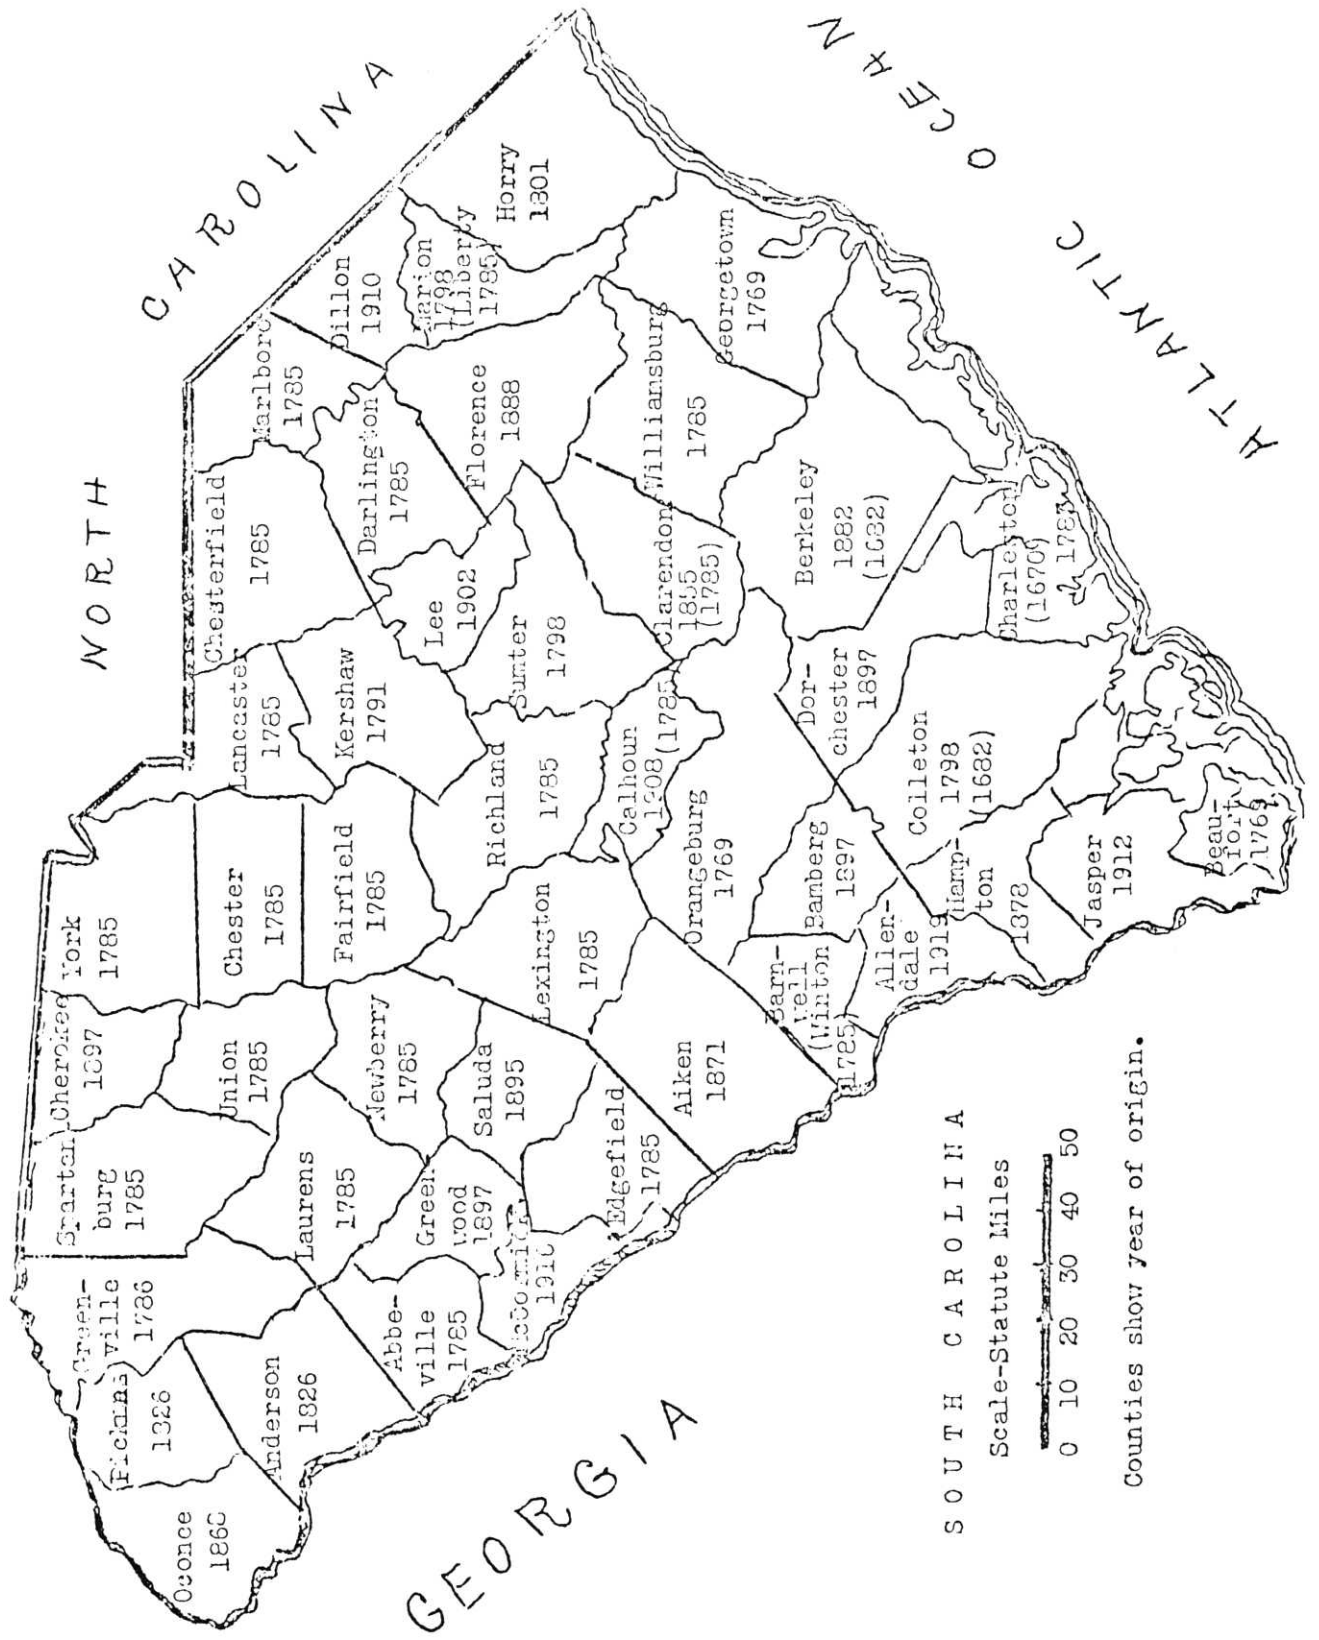 NORTH
CAROLINA
ATLANTIC OCEAN
GEORGIA
Oconee
Pickens
Green-
ville
1786
Spartan
burg
1785
Cherokee
1897
York
1785
Anderson
1826
Laurens
1785
Union
1785
Chester
1785
Lancaster
1785
Chesterfield
1785
Marlboro
1785
Abbe-
ville
1785
Green
wood
1897
Newberry
1785
Fairfield
1785
Kershaw
1791
Darlington
1785
Dillon
1910
McCormick
Saluda
1895
Richland
1785
Lee
1902
Florence
1888
Marion
1798
(Liberty
1785)
Horry
1801
Edgefield
1785
Lexington
1785
Calhoun
1908 (1785)
Sumter
1798
Aiken
1871
Orangeburg
1769
Clarendon
1855
(1785)
Williamsburg
1785
Georgetown
1769
Barn-
well
(Winton
1785)
Bamberg
1897
Dor-
chester
1897
Berkeley
1882
(1682)
Allen-
dale
1919
Hamp-
ton
1878
Colleton
1798
(1682)
Charleston
(1670)
Jasper
1912
Beau-
fort
1769
SOUTH CAROLINA
Scale-Statute Miles
0 10 20 30 40 50
Counties show year of origin.